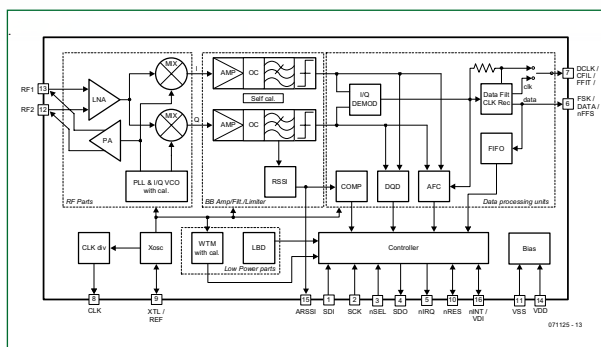 RF1 13
RF2 12
LNA
PA
MIX
I
MIX
Q
PLL & I/Q VCO
with cal.
RF Parts
AMP OC
Self cal.
AMP OC
RSSI
BB Amp/Filt./Limiter
I/Q
DEMOD
clk
Data Filt
CLK Rec
data
FIFO
COMP
DQD
AFC
Data processing units
7 DCLK /
CFIL /
FFIT /
6 FSK /
DATA /
nFFS
CLK div
Xosc
WTM
with cal.
LBD
Low Power parts
Controller
Bias
8 9 15 1 2 3 4 5 10 16 11 14
CLK XTL / REF ARSSI SDI SCK nSEL SDO nIRQ nRES nINT / VDI VSS VDD
071125 - 13